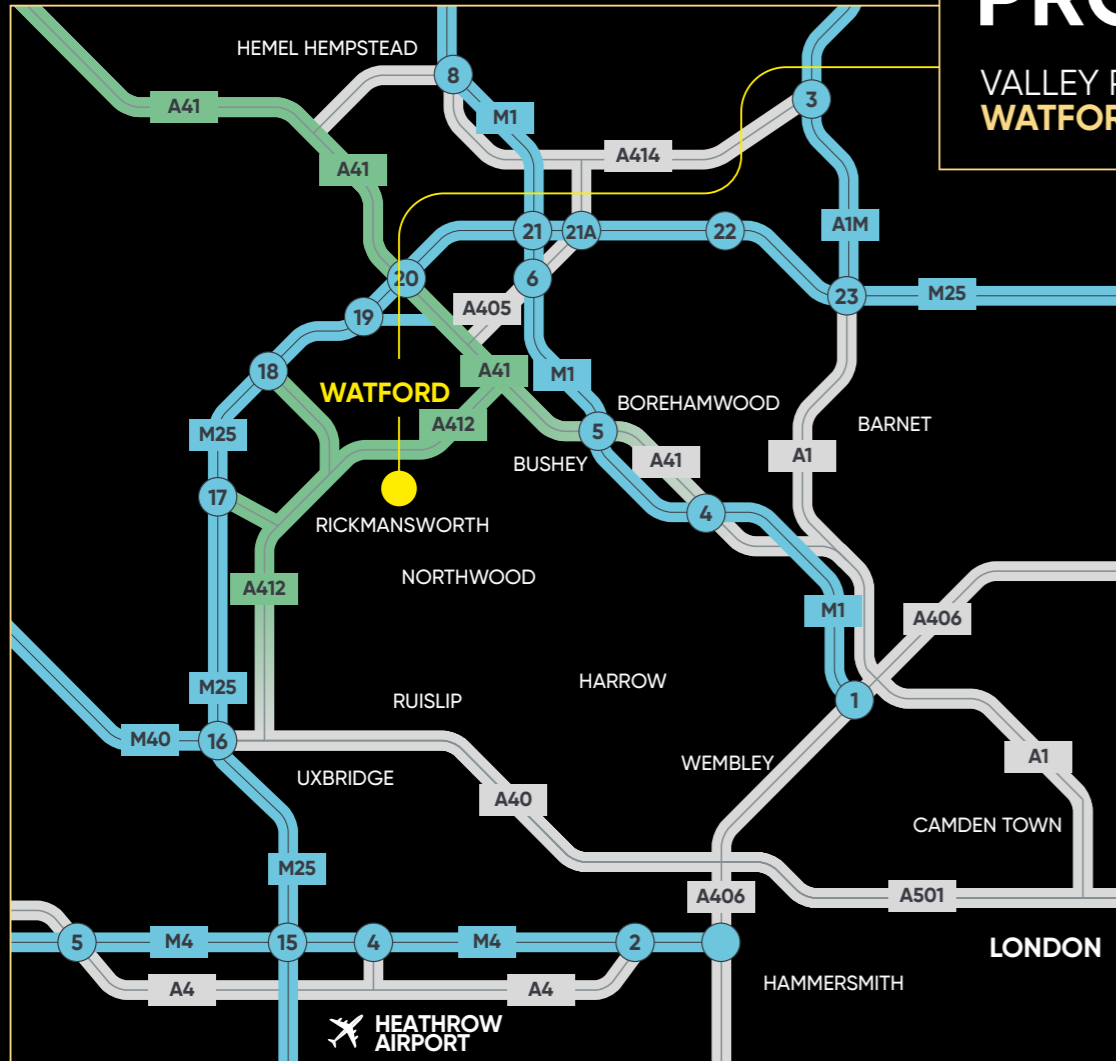 PRO
HEMEL HEMPSTEAD
VALLEY P
WATFOR
8
3
A41
M1
A414
A41
A1M
21
21A
22
20
6
23
M25
A405
19
18
A41
M1
WATFORD
BOREHAMWOOD
A412
BARNET
M25
5
A1
BUSHEY
A41
17
4
RICKMANSWORTH
NORTHWOOD
A412
M1
A406
HARROW
M25
RUISLIP
1
M40
16
A1
WEMBLEY
UXBRIDGE
A40
CAMDEN TOWN
M25
A406
A501
5
M4
15
4
M4
2
LONDON
A4
A4
HAMMERSMITH
HEATHROW
AIRPORT